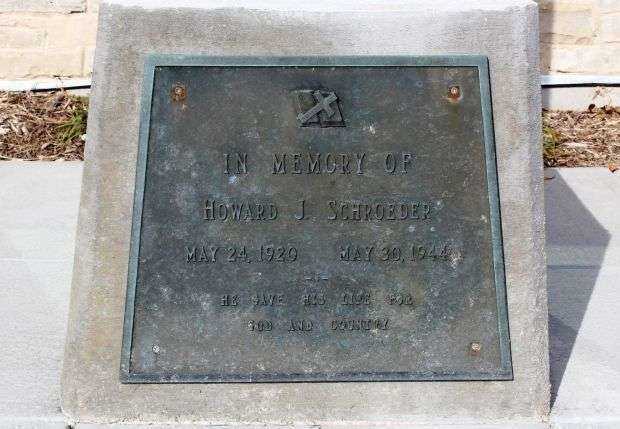 IN MEMORY OF
HOWARD J. SCHROEDER
MAY 24, 1920 MAY 30, 1944
HE GAVE HIS LIFE FOR
GOD AND COUNTRY